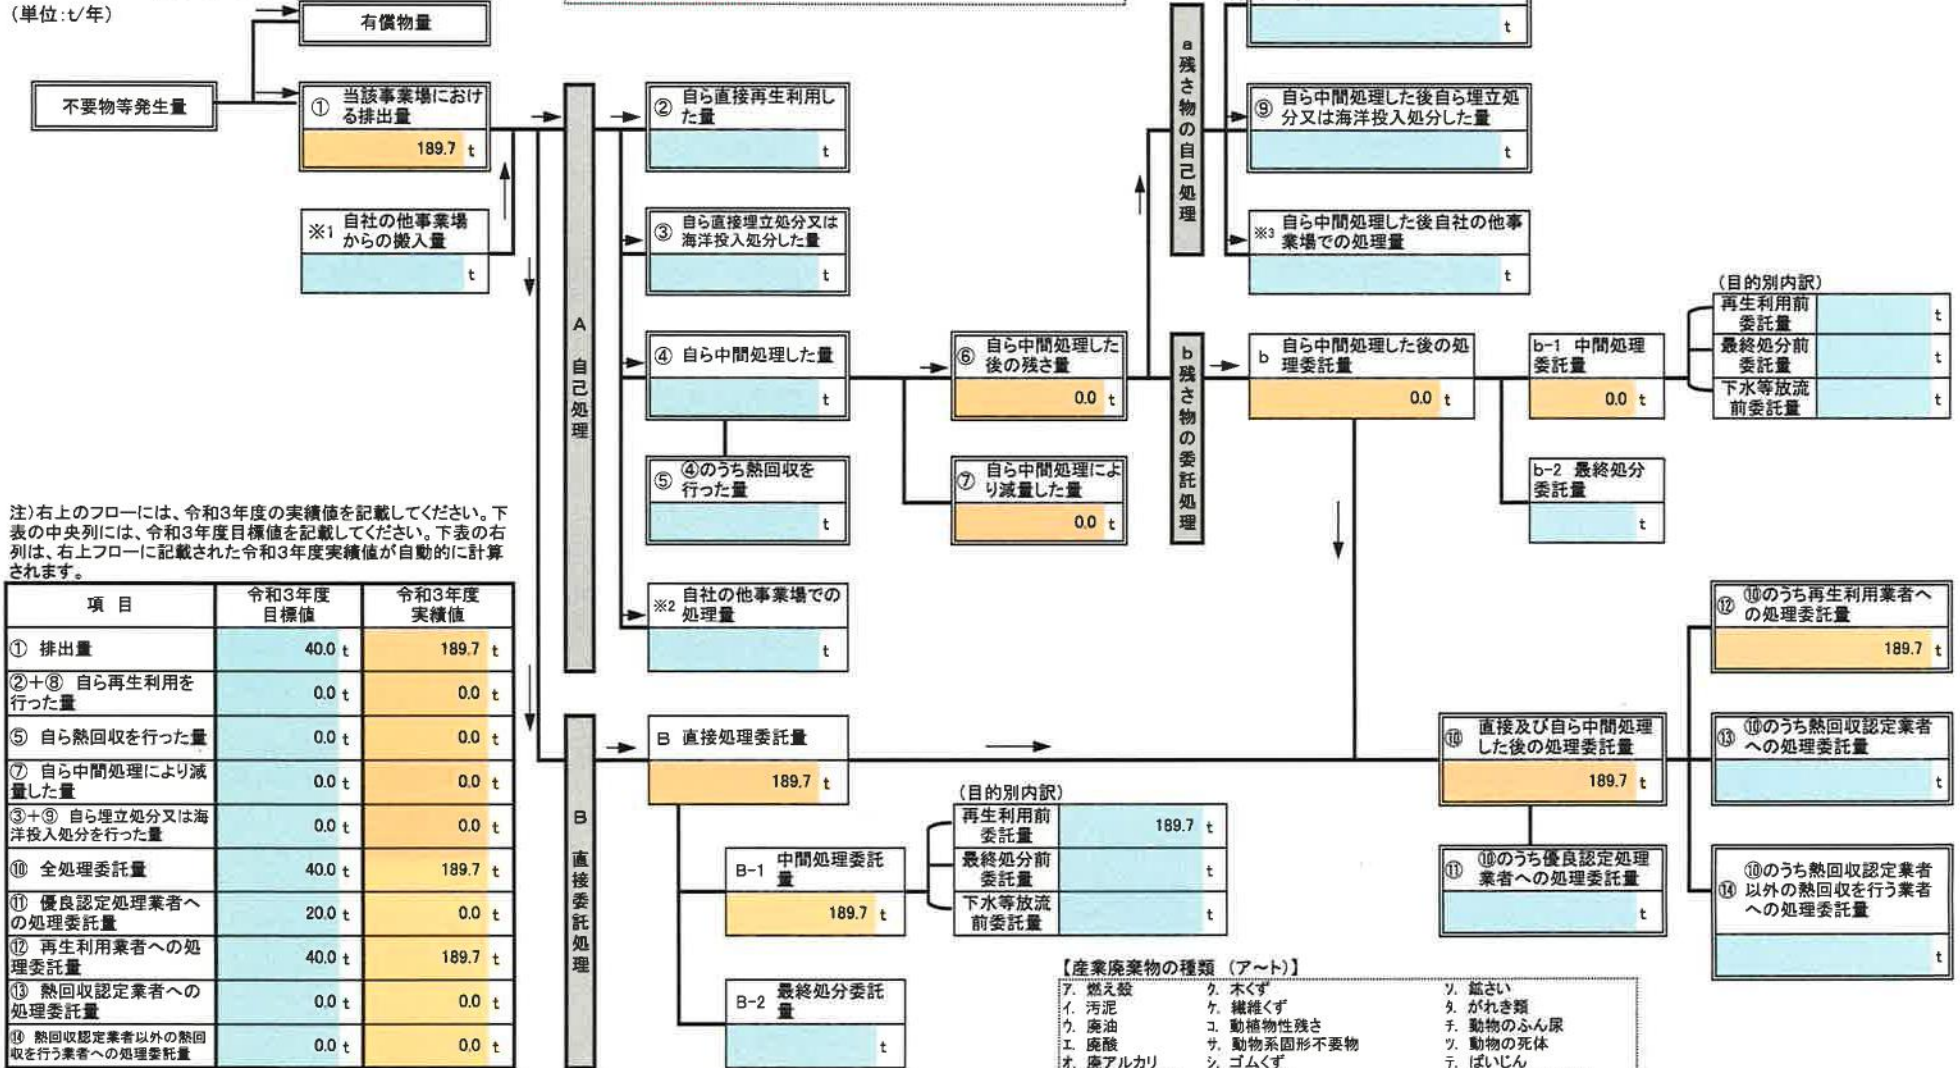 (単位:t/年)
有償物量
不要物等発生量
① 当該事業場におけ
る排出量
189.7 t
※1 自社の他事業場
からの搬入量
t
A 自己処理
② 自ら直接再生利用し
た量
t
③ 自ら直接埋立処分又は
海洋投入処分した量
t
④ 自ら中間処理した量
t
⑤ ④のうち熱回収を
行った量
t
※2 自社の他事業場での
処理量
t
⑥ 自ら中間処理した
後の残さ量
0.0 t
⑦ 自ら中間処理によ
り減量した量
0.0 t
a 残さ物の自己処理
t
⑨ 自ら中間処理した後自ら埋立処
分又は海洋投入処分した量
t
※3 自ら中間処理した後自社の他事
業場での処理量
t
b 残さ物の委託処理
b 自ら中間処理した後の処
理委託量
0.0 t
b-1 中間処理
委託量
0.0 t
b-2 最終処分
委託量
t
(目的別内訳)
再生利用前
委託量
t
最終処分前
委託量
t
下水等放流
前委託量
t
注)右上のフローには、令和3年度の実績値を記載してください。下
表の中央列には、令和3年度目標値を記載してください。下表の右
列は、右上フローに記載された令和3年度実績値が自動的に計算
されます。
項 目 令和3年度
目標値 令和3年度
実績値
① 排出量 40.0 t 189.7 t
②+⑧ 自ら再生利用を
行った量 0.0 t 0.0 t
⑤ 自ら熱回収を行った量 0.0 t 0.0 t
⑦ 自ら中間処理により減
量した量 0.0 t 0.0 t
③+⑨ 自ら埋立処分又は海
洋投入処分を行った量 0.0 t 0.0 t
⑩ 全処理委託量 40.0 t 189.7 t
⑪ 優良認定処理業者へ
の処理委託量 20.0 t 0.0 t
⑫ 再生利用業者への処
理委託量 40.0 t 189.7 t
⑬ 熱回収認定業者への
処理委託量 0.0 t 0.0 t
⑭ 熱回収認定業者以外の熱回
収を行う業者への処理委託量 0.0 t 0.0 t
B 直接委託処理
B 直接処理委託量
189.7 t
B-1 中間処理委託
量
189.7 t
B-2 最終処分委託
量
t
(目的別内訳)
再生利用前
委託量
189.7 t
最終処分前
委託量
t
下水等放流
前委託量
t
⑩ 直接及び自ら中間処理
した後の処理委託量
189.7 t
⑪ ⑩のうち優良認定処理
業者への処理委託量
t
⑫ ⑩のうち再生利用業者へ
の処理委託量
189.7 t
⑬ ⑩のうち熱回収認定業者
への処理委託量
t
⑭ ⑩のうち熱回収認定業者
以外の熱回収を行う業者
への処理委託量
t
【産業廃棄物の種類 (ア～ト)】
ア. 燃え殻 ク. 木くず ソ. 鉱さい
イ. 汚泥 ケ. 繊維くず タ. がれき類
ウ. 廃油 コ. 動植物性残さ チ. 動物のふん尿
エ. 廃酸 サ. 動物系固形不要物 ツ. 動物の死体
オ. 廃アルカリ シ. ゴムくず テ. ばいじん